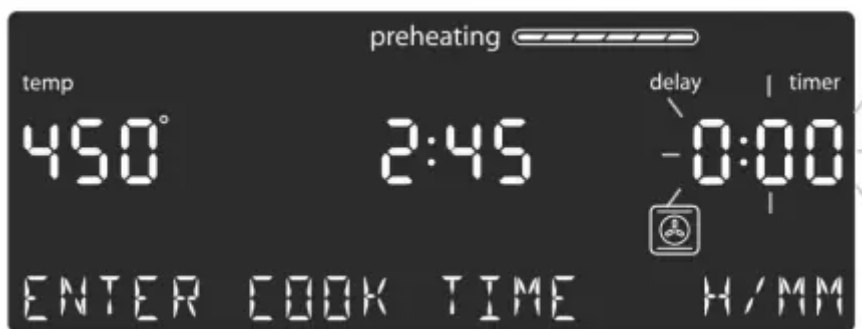 preheating
temp delay timer
450° 2:45 0:00
ENTER COOK TIME H/MM